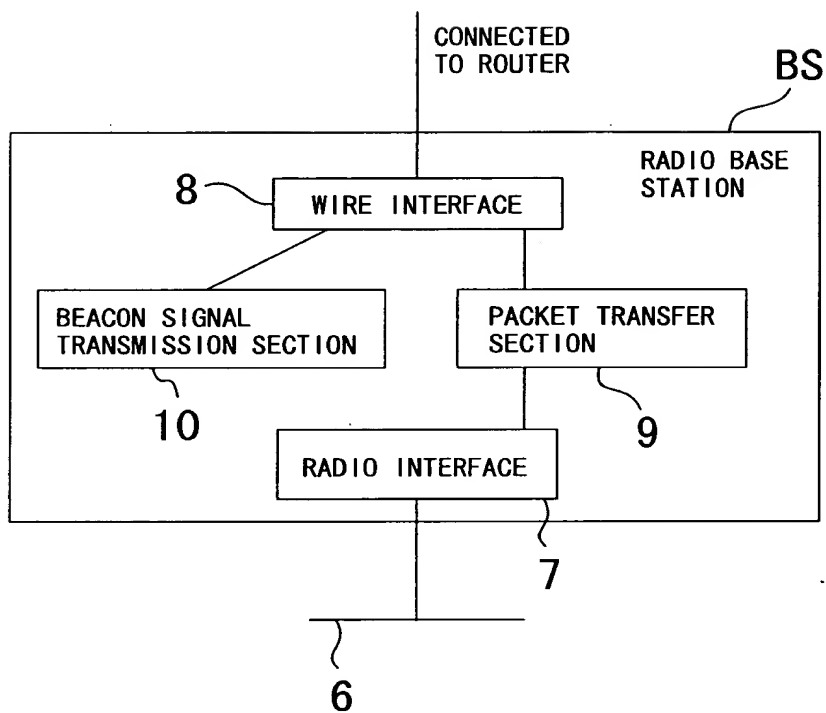 CONNECTED
TO ROUTER
BS
RADIO BASE
STATION
8
WIRE INTERFACE
BEACON SIGNAL
TRANSMISSION SECTION
PACKET TRANSFER
SECTION
10
9
RADIO INTERFACE
7
6